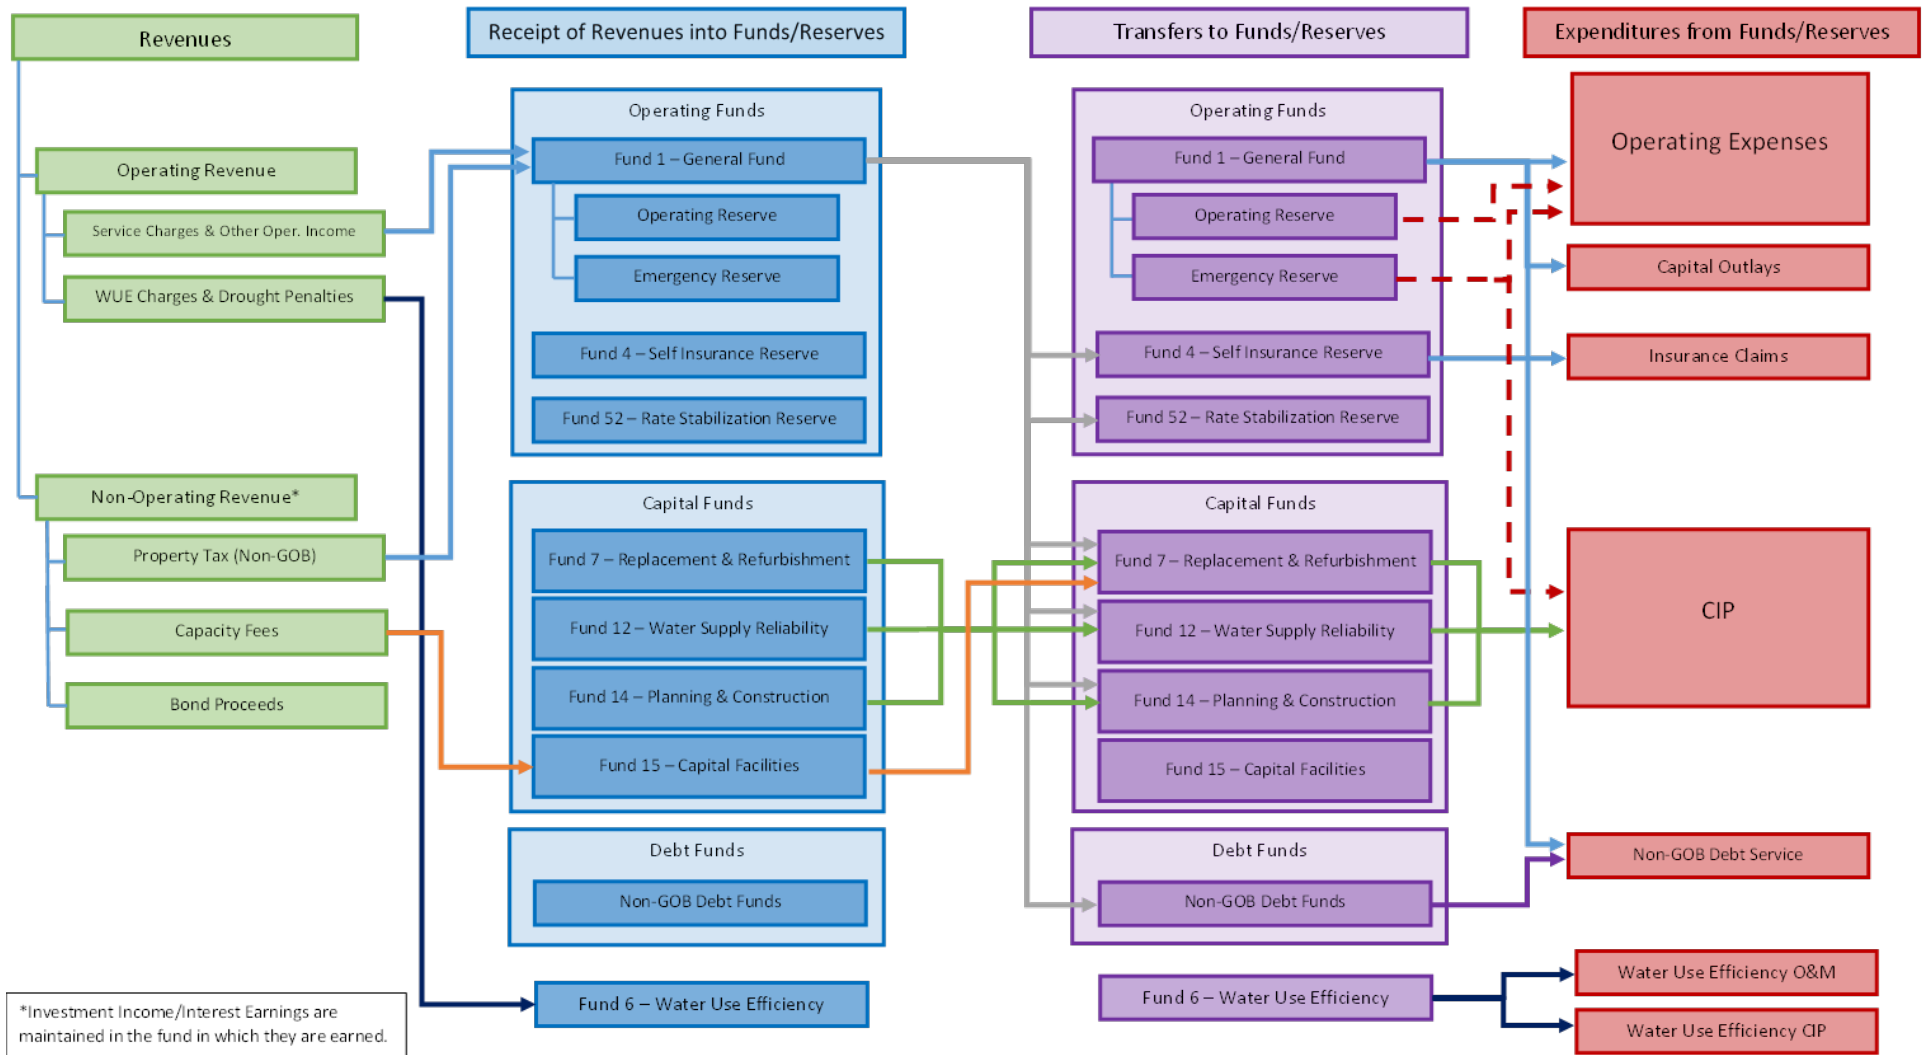 Revenues
Receipt of Revenues into Funds/Reserves
Transfers to Funds/Reserves
Expenditures from Funds/Reserves
Operating Revenue
Service Charges & Other Oper. Income
WUE Charges & Drought Penalties
Non-Operating Revenue*
Property Tax (Non-GOB)
Capacity Fees
Bond Proceeds
*Investment Income/Interest Earnings are
maintained in the fund in which they are earned.
Operating Funds
Fund 1 – General Fund
Operating Reserve
Emergency Reserve
Fund 4 – Self Insurance Reserve
Fund 52 – Rate Stabilization Reserve
Capital Funds
Fund 7 – Replacement & Refurbishment
Fund 12 – Water Supply Reliability
Fund 14 – Planning & Construction
Fund 15 – Capital Facilities
Debt Funds
Non-GOB Debt Funds
Fund 6 – Water Use Efficiency
Operating Funds
Fund 1 – General Fund
Operating Reserve
Emergency Reserve
Fund 4 – Self Insurance Reserve
Fund 52 – Rate Stabilization Reserve
Capital Funds
Fund 7 – Replacement & Refurbishment
Fund 12 – Water Supply Reliability
Fund 14 – Planning & Construction
Fund 15 – Capital Facilities
Debt Funds
Non-GOB Debt Funds
Fund 6 – Water Use Efficiency
Operating Expenses
Capital Outlays
Insurance Claims
CIP
Non-GOB Debt Service
Water Use Efficiency O&M
Water Use Efficiency CIP